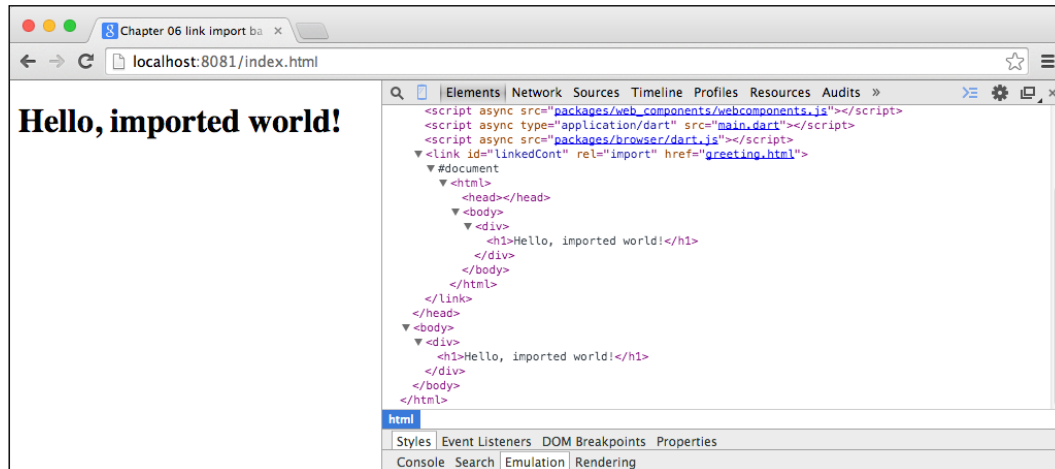 Chapter 06 link import ba
localhost:8081/index.html
Hello, imported world!
Elements Network Sources Timeline Profiles Resources Audits »
<script async src="packages/web_components/webcomponents.js"></script>
<script async type="application/dart" src="main.dart"></script>
<script async src="packages/browser/dart.js"></script>
▼<link id="linkedCont" rel="import" href="greeting.html">
▼#document
▼<html>
<head></head>
▼<body>
▼<div>
<h1>Hello, imported world!</h1>
</div>
</body>
</html>
</link>
</head>
▼<body>
▼<div>
<h1>Hello, imported world!</h1>
</div>
</body>
</html>
html
Styles Event Listeners DOM Breakpoints Properties
Console Search Emulation Rendering